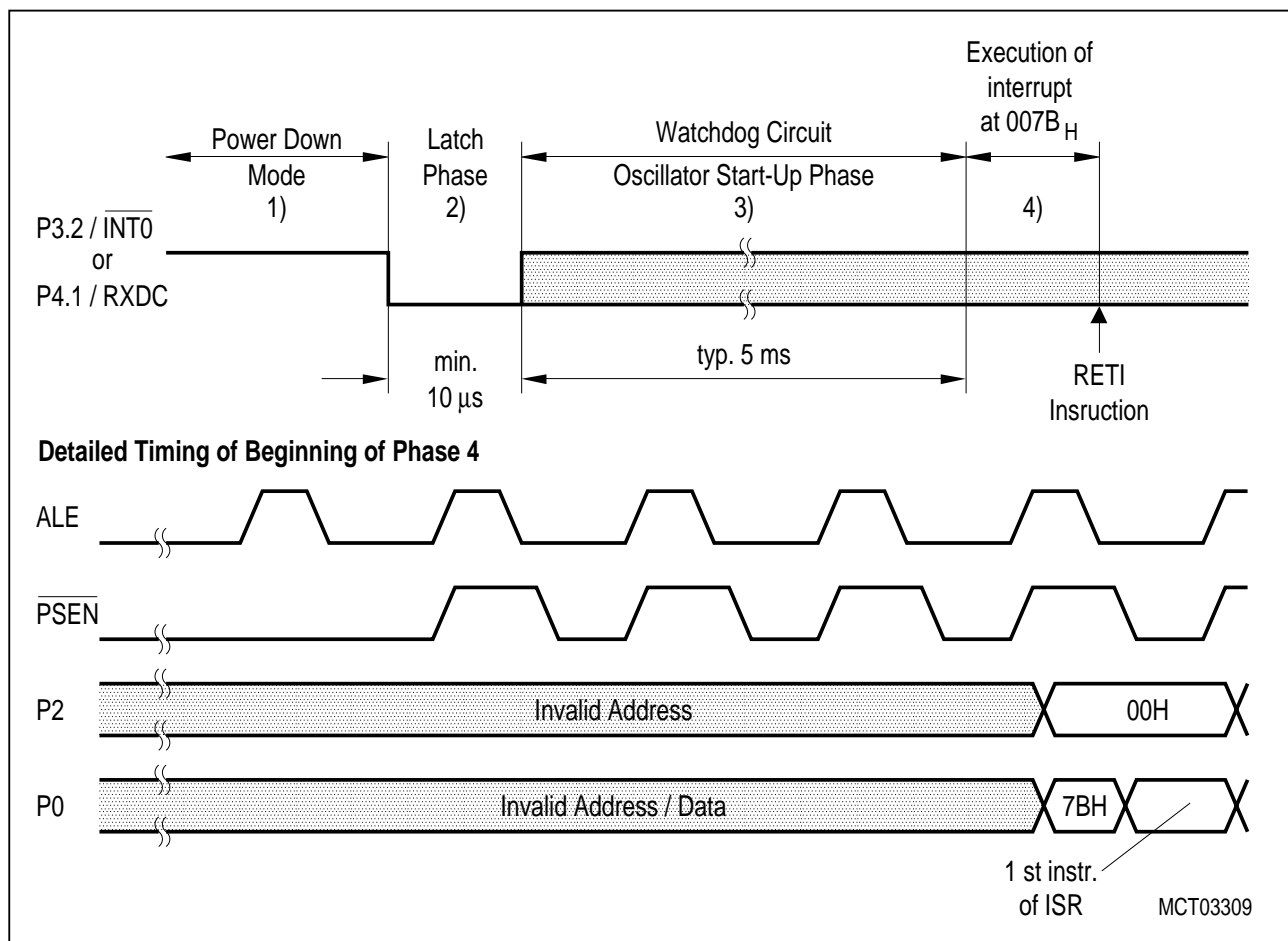 Execution of
interrupt
at 007B H
Power Down
Mode
1)
Latch
Phase
2)
Watchdog Circuit
Oscillator Start-Up Phase
3)
4)
P3.2 / INT0
or
P4.1 / RXDC
min.
10 μs
typ. 5 ms
RETI
Insruction
Detailed Timing of Beginning of Phase 4
ALE
PSEN
P2
Invalid Address
00H
P0
Invalid Address / Data
7BH
1 st instr.
of ISR
MCT03309